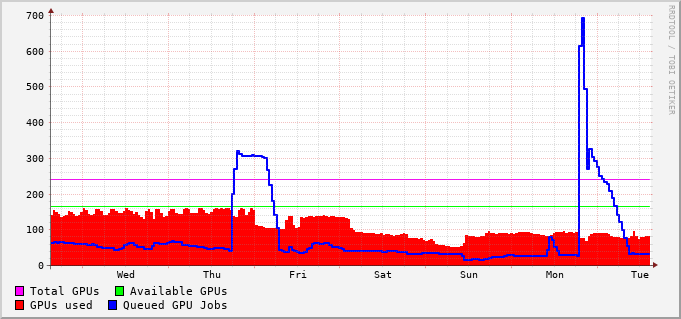 700
600
500
400
300
200
100
0
Wed Thu Fri Sat Sun Mon Tue
Total GPUs Available GPUs
GPUs used Queued GPU Jobs
RRDTOOL / TOBI OETIKER